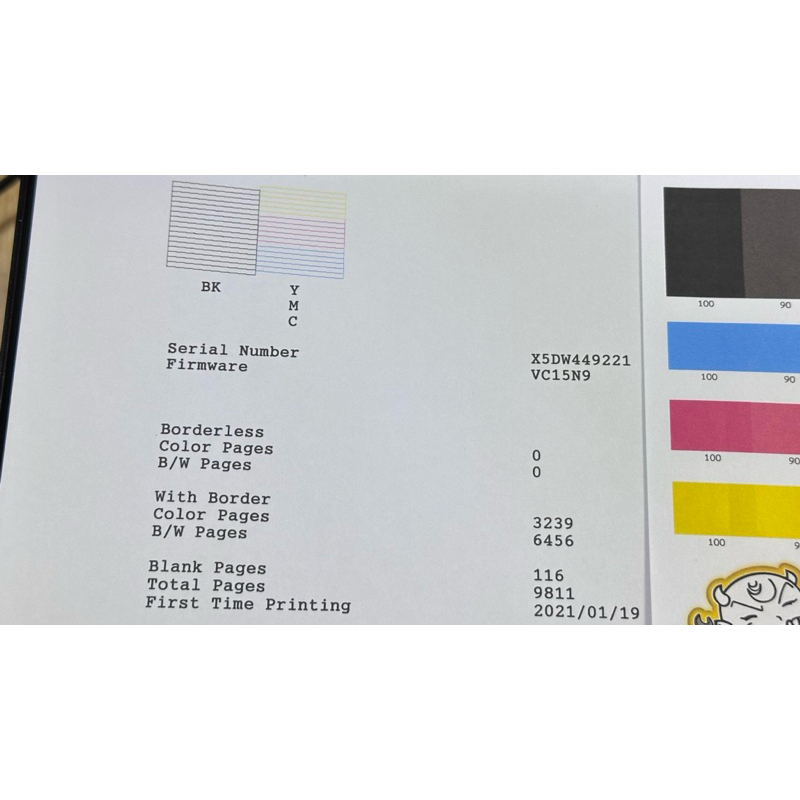 BK
Y
M
C
Serial Number X5DW449221
Firmware VC15N9
Borderless
Color Pages 0
B/W Pages 0
With Border
Color Pages 3239
B/W Pages 6456
Blank Pages 116
Total Pages 9811
First Time Printing 2021/01/19
100 90
100 90
100 90
100 9